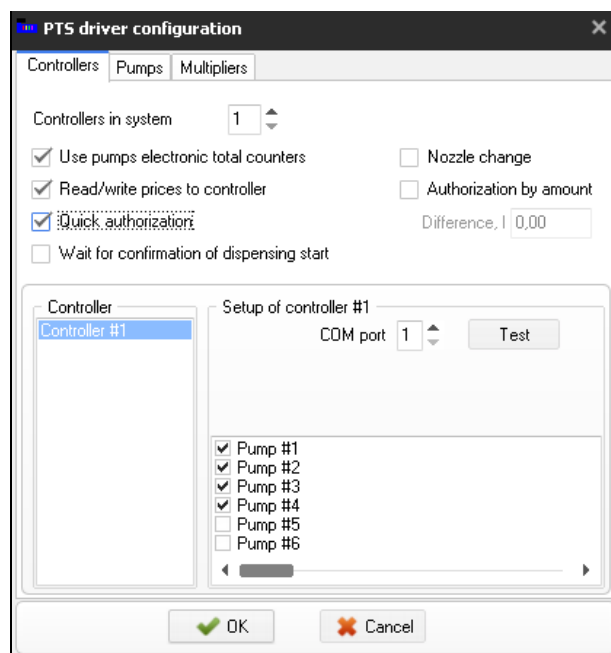 PTS driver configuration
Controllers Pumps Multipliers
Controllers in system 1
Use pumps electronic total counters Nozzle change
Read/write prices to controller Authorization by amount
Quick authorization Difference, l 0,00
Wait for confirmation of dispensing start
Controller Setup of controller #1
Controller #1 COM port 1 Test
Pump #1
Pump #2
Pump #3
Pump #4
Pump #5
Pump #6
OK Cancel